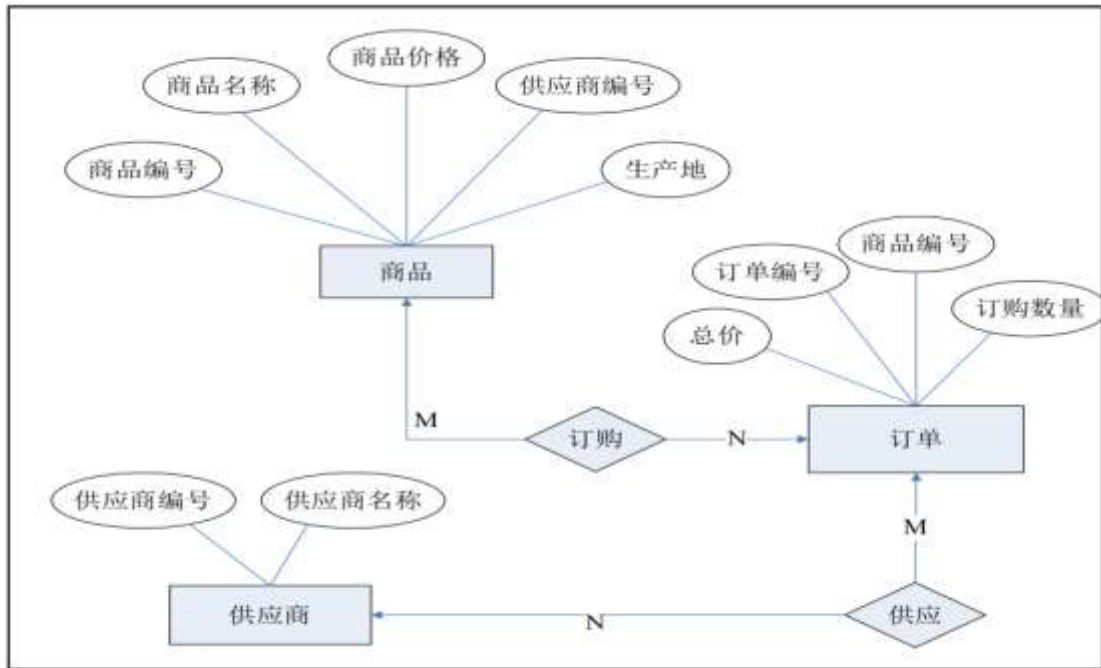 商品价格
商品名称
供应商编号
商品编号
生产地
商品
商品编号
订单编号
订购数量
总价
M
订购
N
订单
供应商编号
供应商名称
M
供应商
N
供应